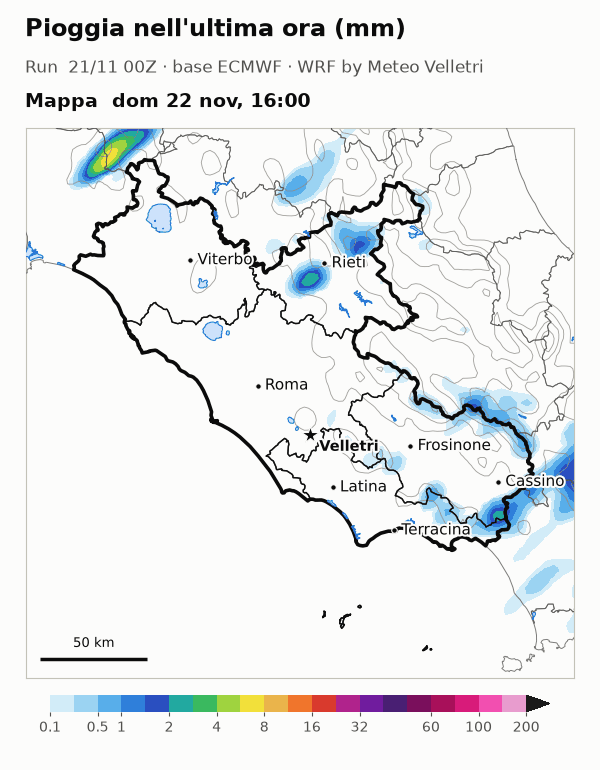 Pioggia nell'ultima ora (mm)
Run 21/11 00Z · base ECMWF · WRF by Meteo Velletri
Mappa dom 22 nov, 16:00
Viterbo
Rieti
Roma
Velletri
Frosinone
Cassino
Latina
Terracina
50 km
0.1 0.5 1 2 4 8 16 32 60 100 200